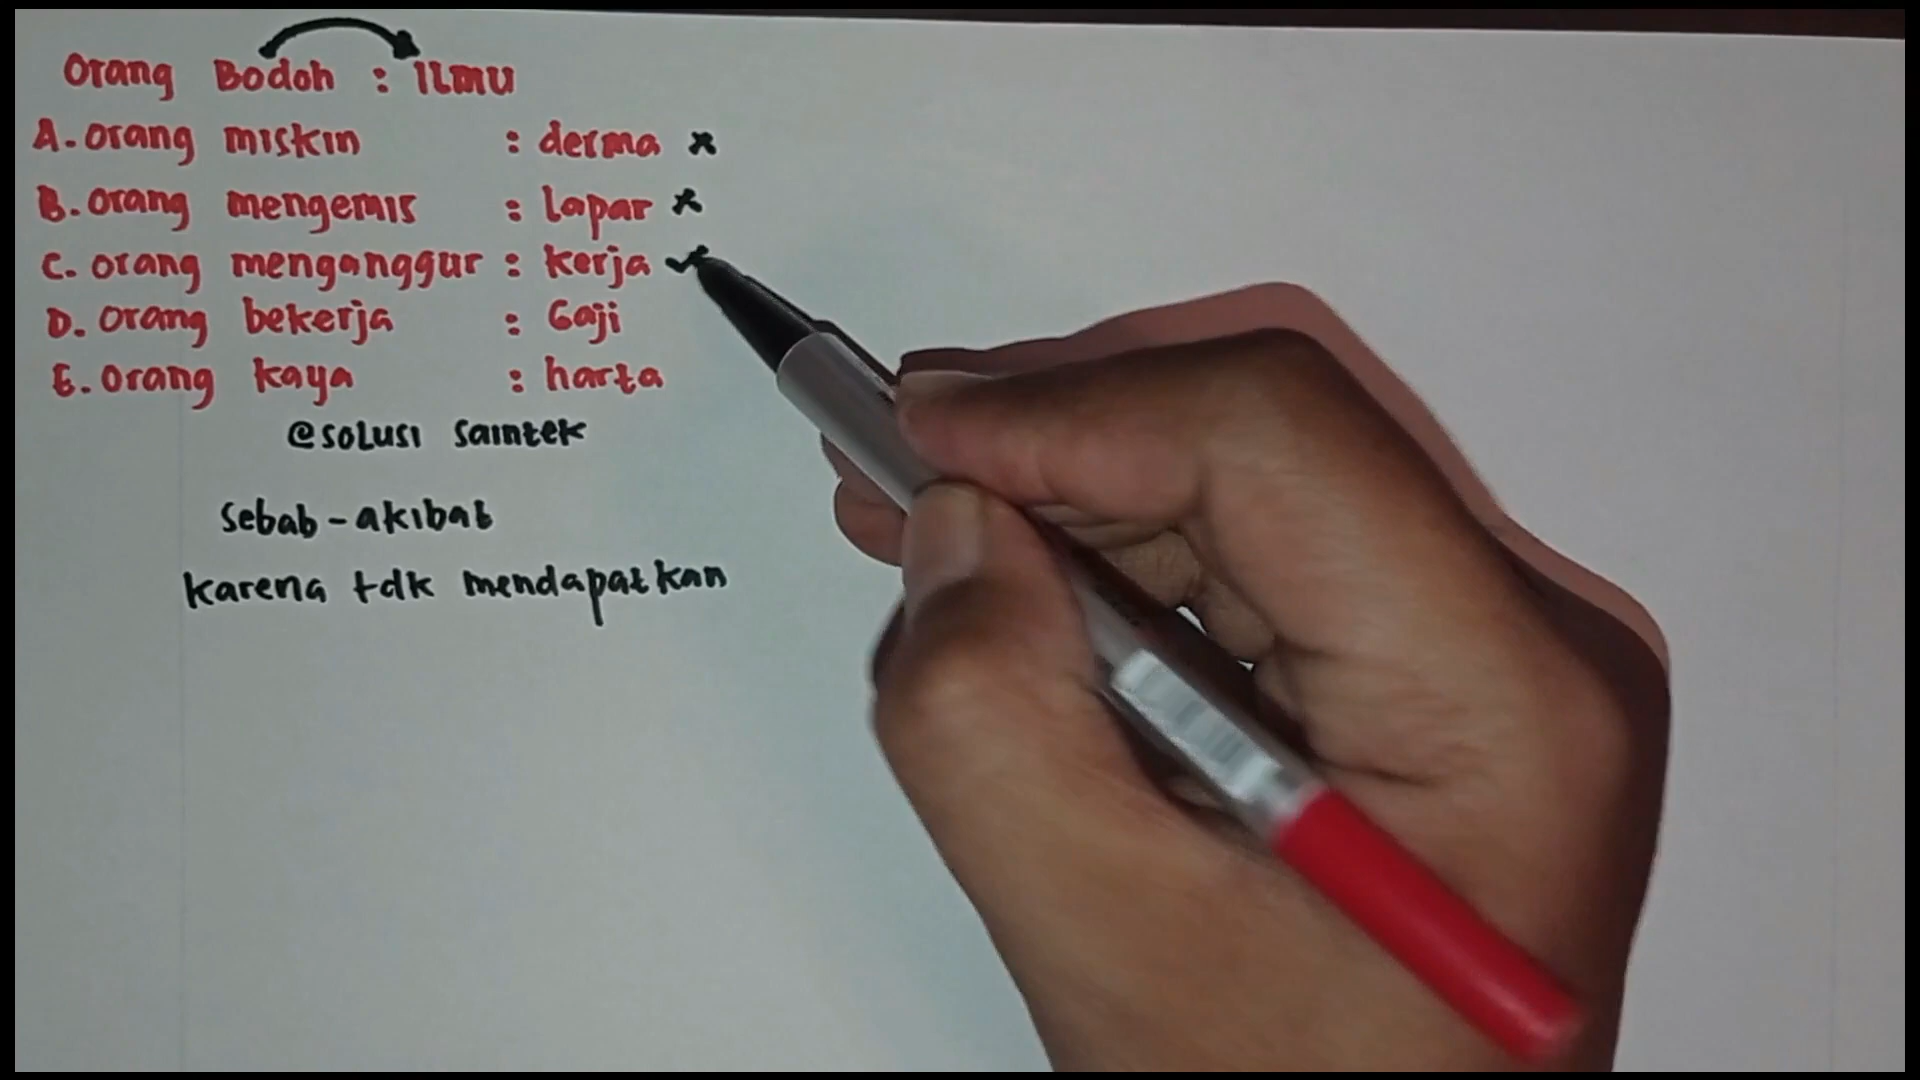 Orang Bodoh : ILmu
A. orang miskin : derma x
B. orang mengemis : Lapar x
C. orang menganggur : kerja ✓
D. orang bekerja : Gaji
E. orang kaya : harta
@SOLUSI Saintek
Sebab - akibat
Karena tdk mendapatkan